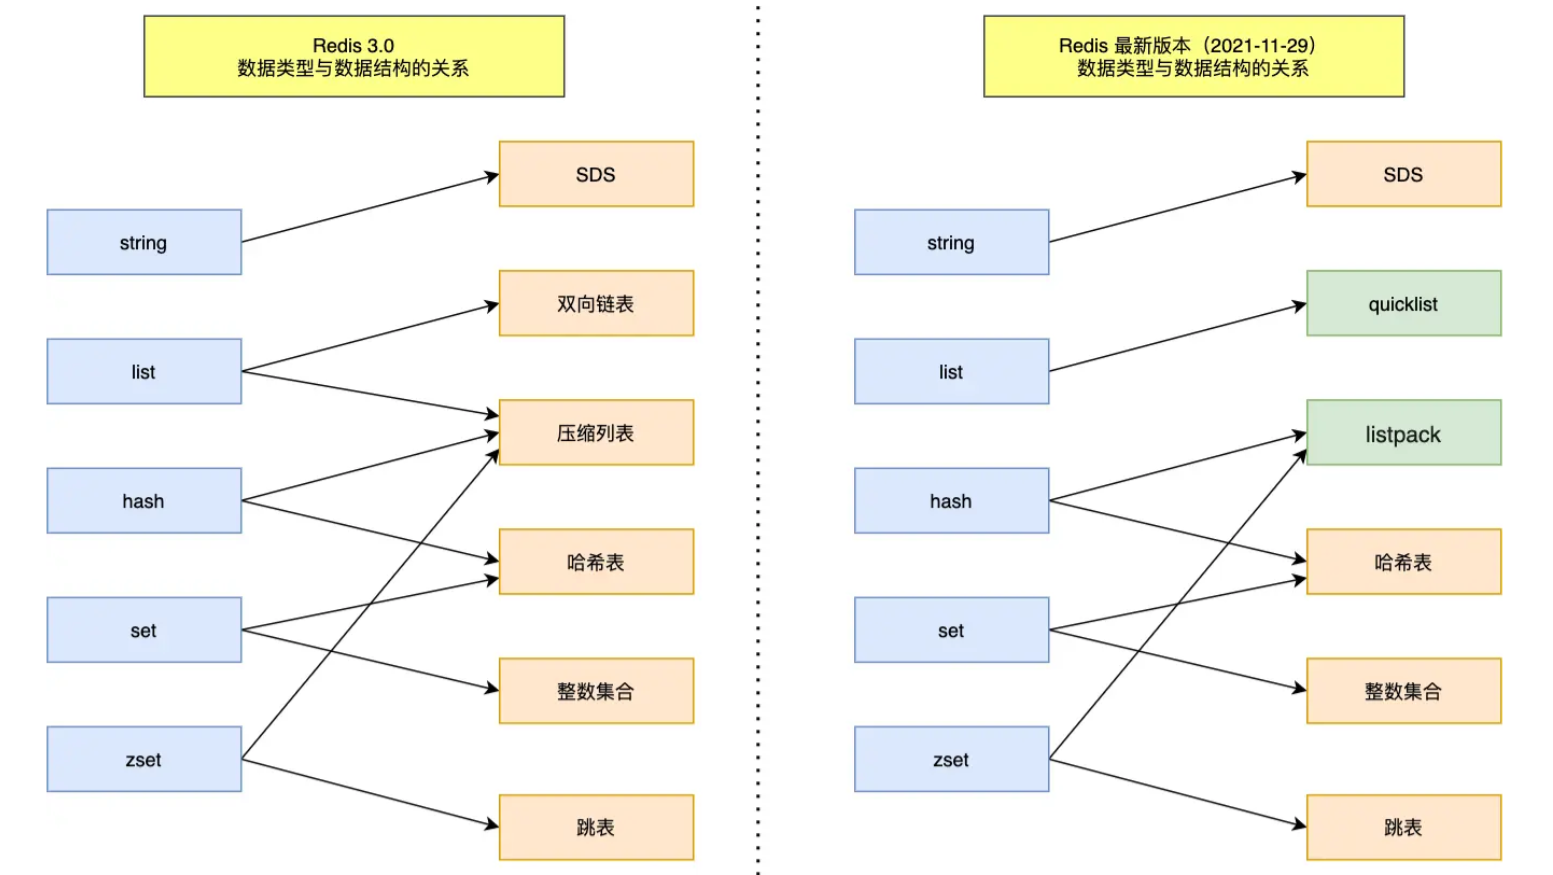 Redis 3.0
数据类型与数据结构的关系
SDS
string
双向链表
list
压缩列表
hash
哈希表
set
整数集合
zset
跳表
Redis 最新版本（2021-11-29）
数据类型与数据结构的关系
SDS
string
quicklist
list
listpack
hash
哈希表
set
整数集合
zset
跳表